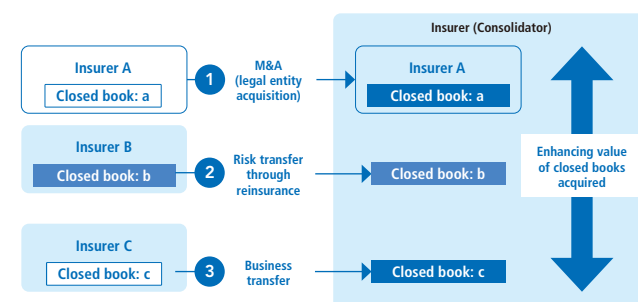 Insurer (Consolidator)
Insurer A
Closed book: a
1
M&A
(legal entity
acquisition)
Insurer A
Closed book: a
Insurer B
Closed book: b
2
Risk transfer
through
reinsurance
Closed book: b
Enhancing value
of closed books
acquired
Insurer C
Closed book: c
3
Business
transfer
Closed book: c